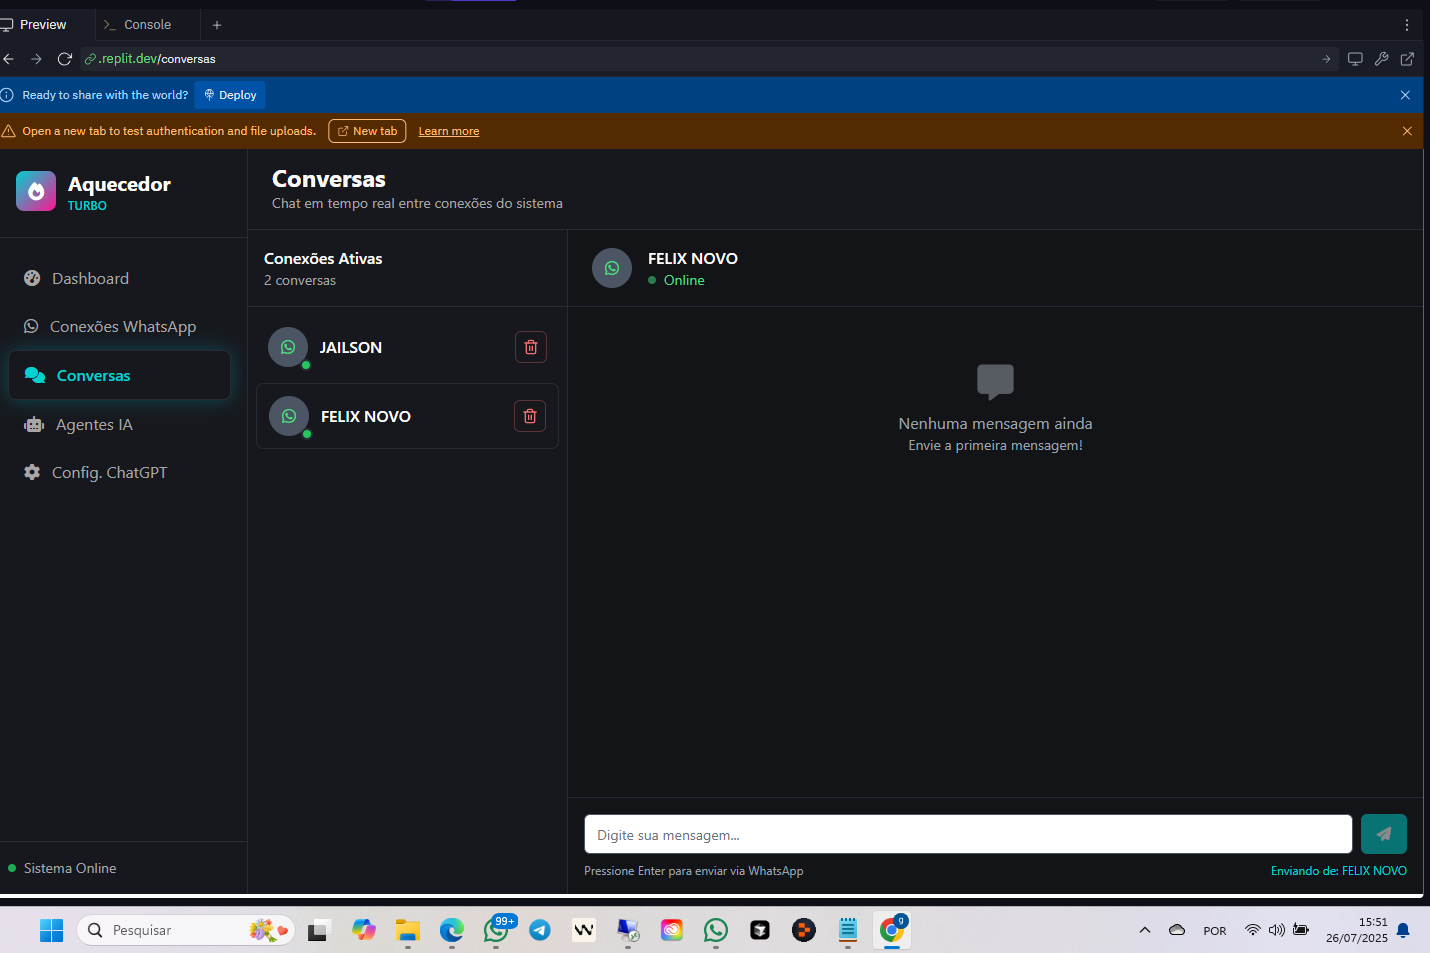 Preview
Console
.replit.dev/conversas
Ready to share with the world?
Deploy
Open a new tab to test authentication and file uploads.
New tab
Learn more
Aquecedor
TURBO
Dashboard
Conexões WhatsApp
Conversas
Agentes IA
Config. ChatGPT
Sistema Online
Conversas
Chat em tempo real entre conexões do sistema
Conexões Ativas
2 conversas
JAILSON
FELIX NOVO
FELIX NOVO
Online
Nenhuma mensagem ainda
Envie a primeira mensagem!
Digite sua mensagem...
Pressione Enter para enviar via WhatsApp
Enviando de: FELIX NOVO
Pesquisar
99+
g
POR
15:51
26/07/2025